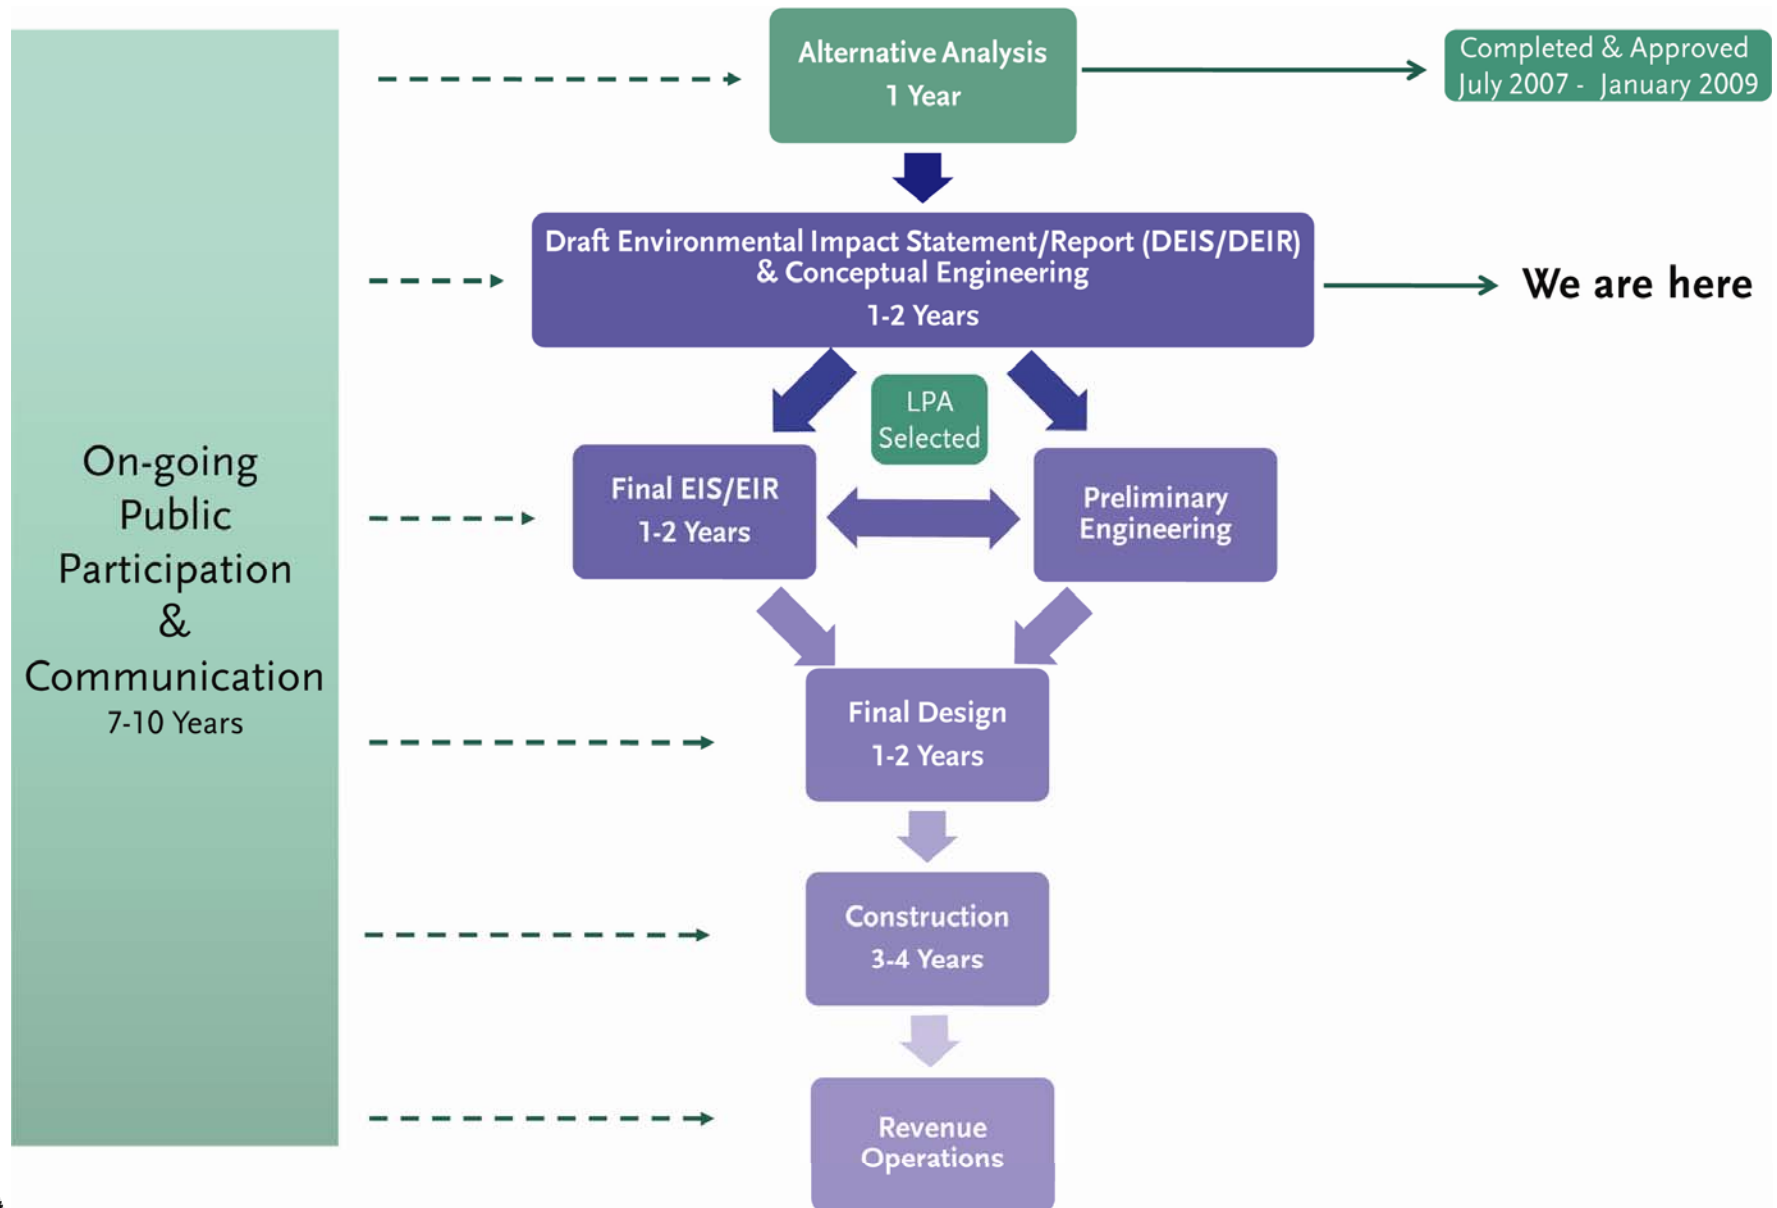 Alternative Analysis
1 Year
Completed & Approved
July 2007 - January 2009
Draft Environmental Impact Statement/Report (DEIS/DEIR)
& Conceptual Engineering
1-2 Years
We are here
LPA
Selected
Final EIS/EIR
1-2 Years
Preliminary
Engineering
On-going
Public
Participation
&
Communication
7-10 Years
Final Design
1-2 Years
Construction
3-4 Years
Revenue
Operations